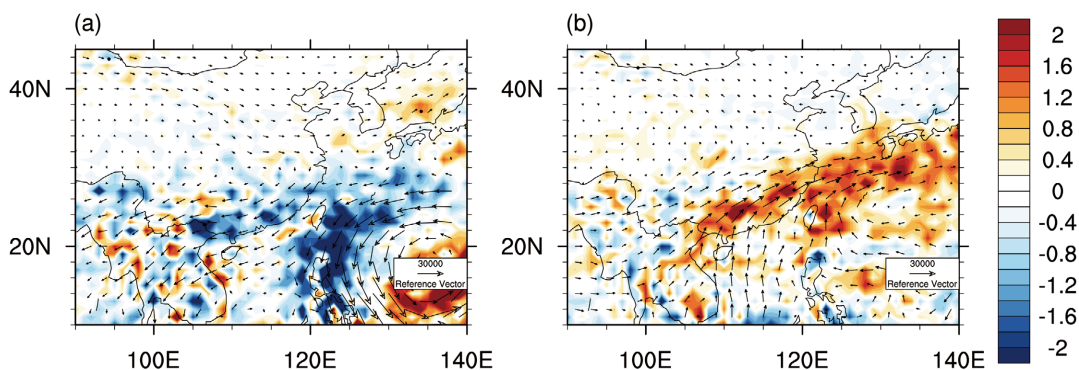 (a)
(b)
40N
20N
100E
120E
140E
30000
Reference Vector
40N
20N
100E
120E
140E
30000
Reference Vector
2
1.6
1.2
0.8
0.4
0
-0.4
-0.8
-1.2
-1.6
-2